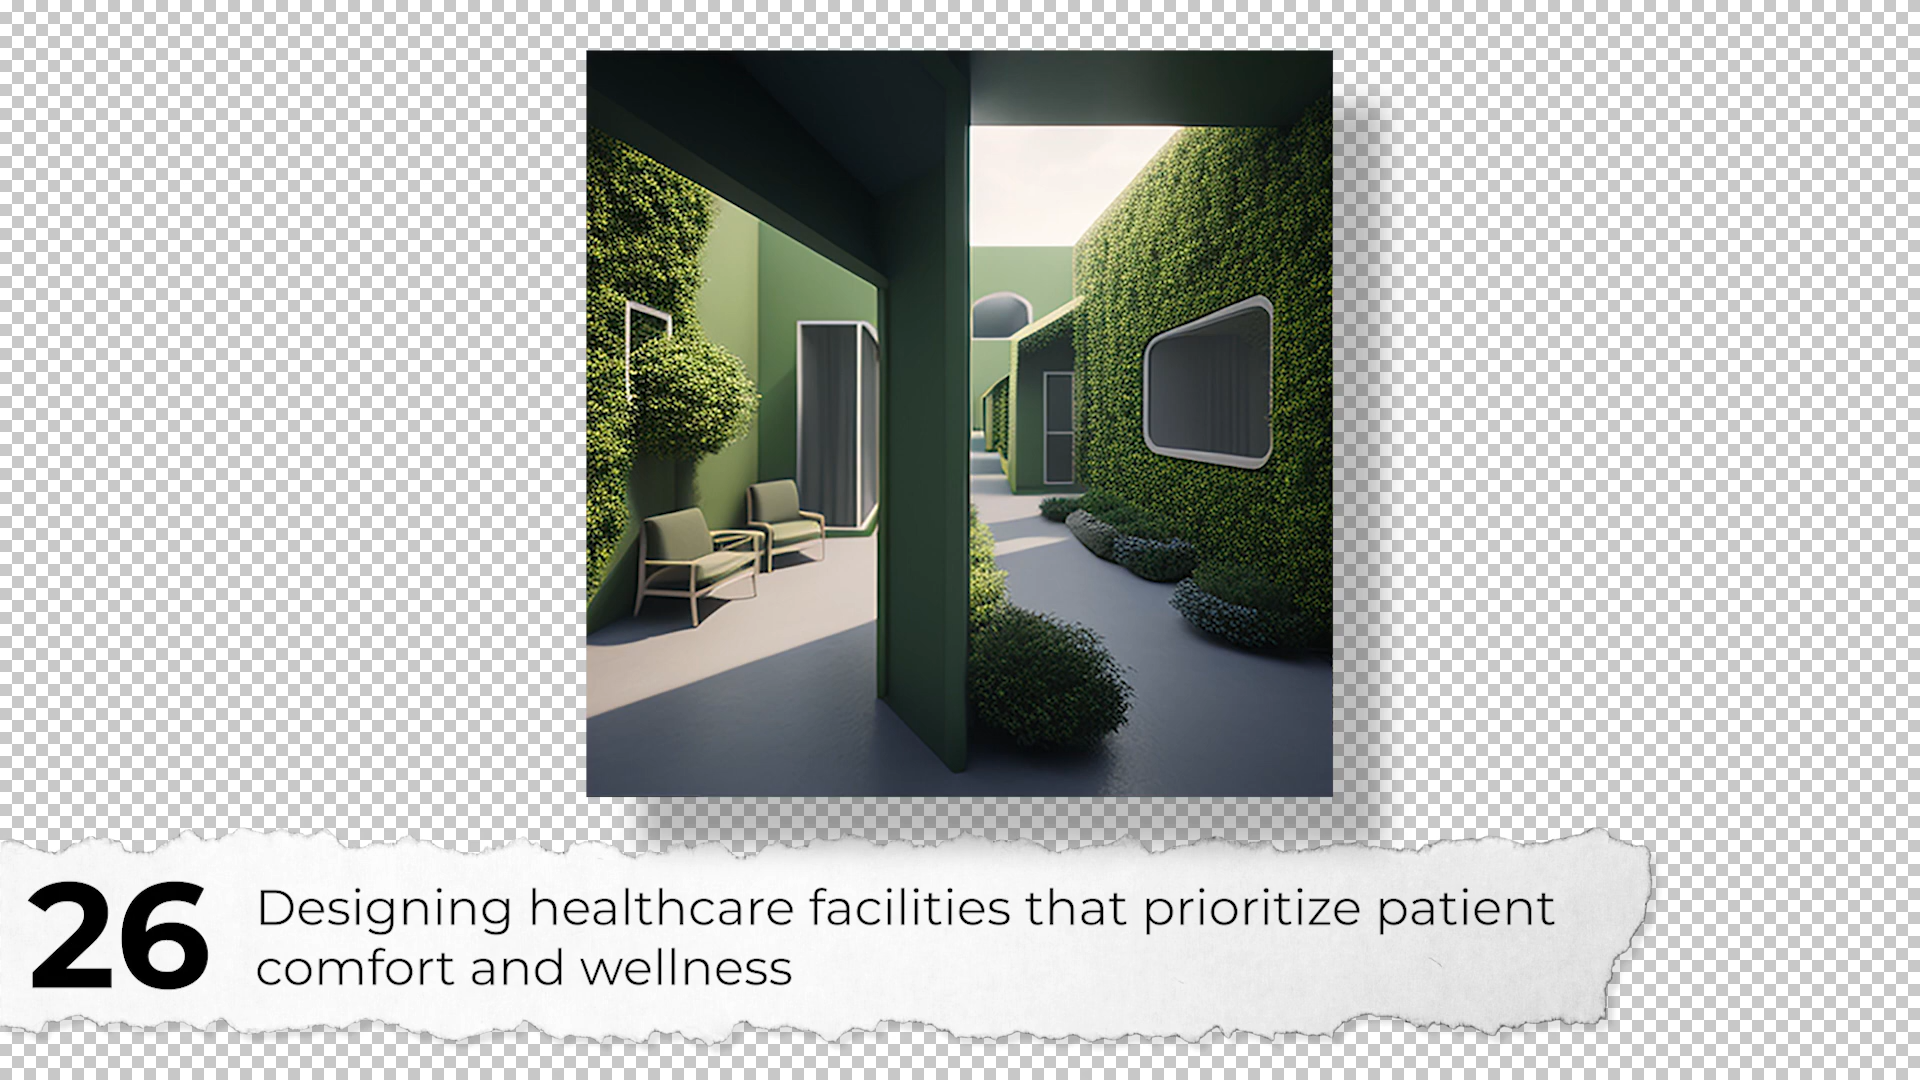 26
Designing healthcare facilities that prioritize patient
comfort and wellness